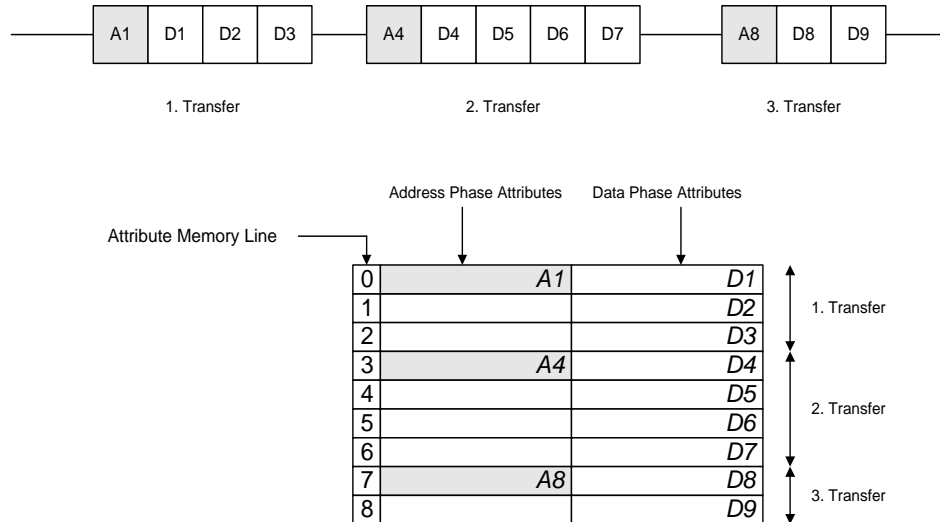 A1 D1 D2 D3 A4 D4 D5 D6 D7 A8 D8 D9
1. Transfer 2. Transfer 3. Transfer
Address Phase Attributes Data Phase Attributes
Attribute Memory Line
0 A1 D1
1 D2
1. Transfer
2 D3
3 A4 D4
4 D5
2. Transfer
5 D6
6 D7
7 A8 D8
3. Transfer
8 D9